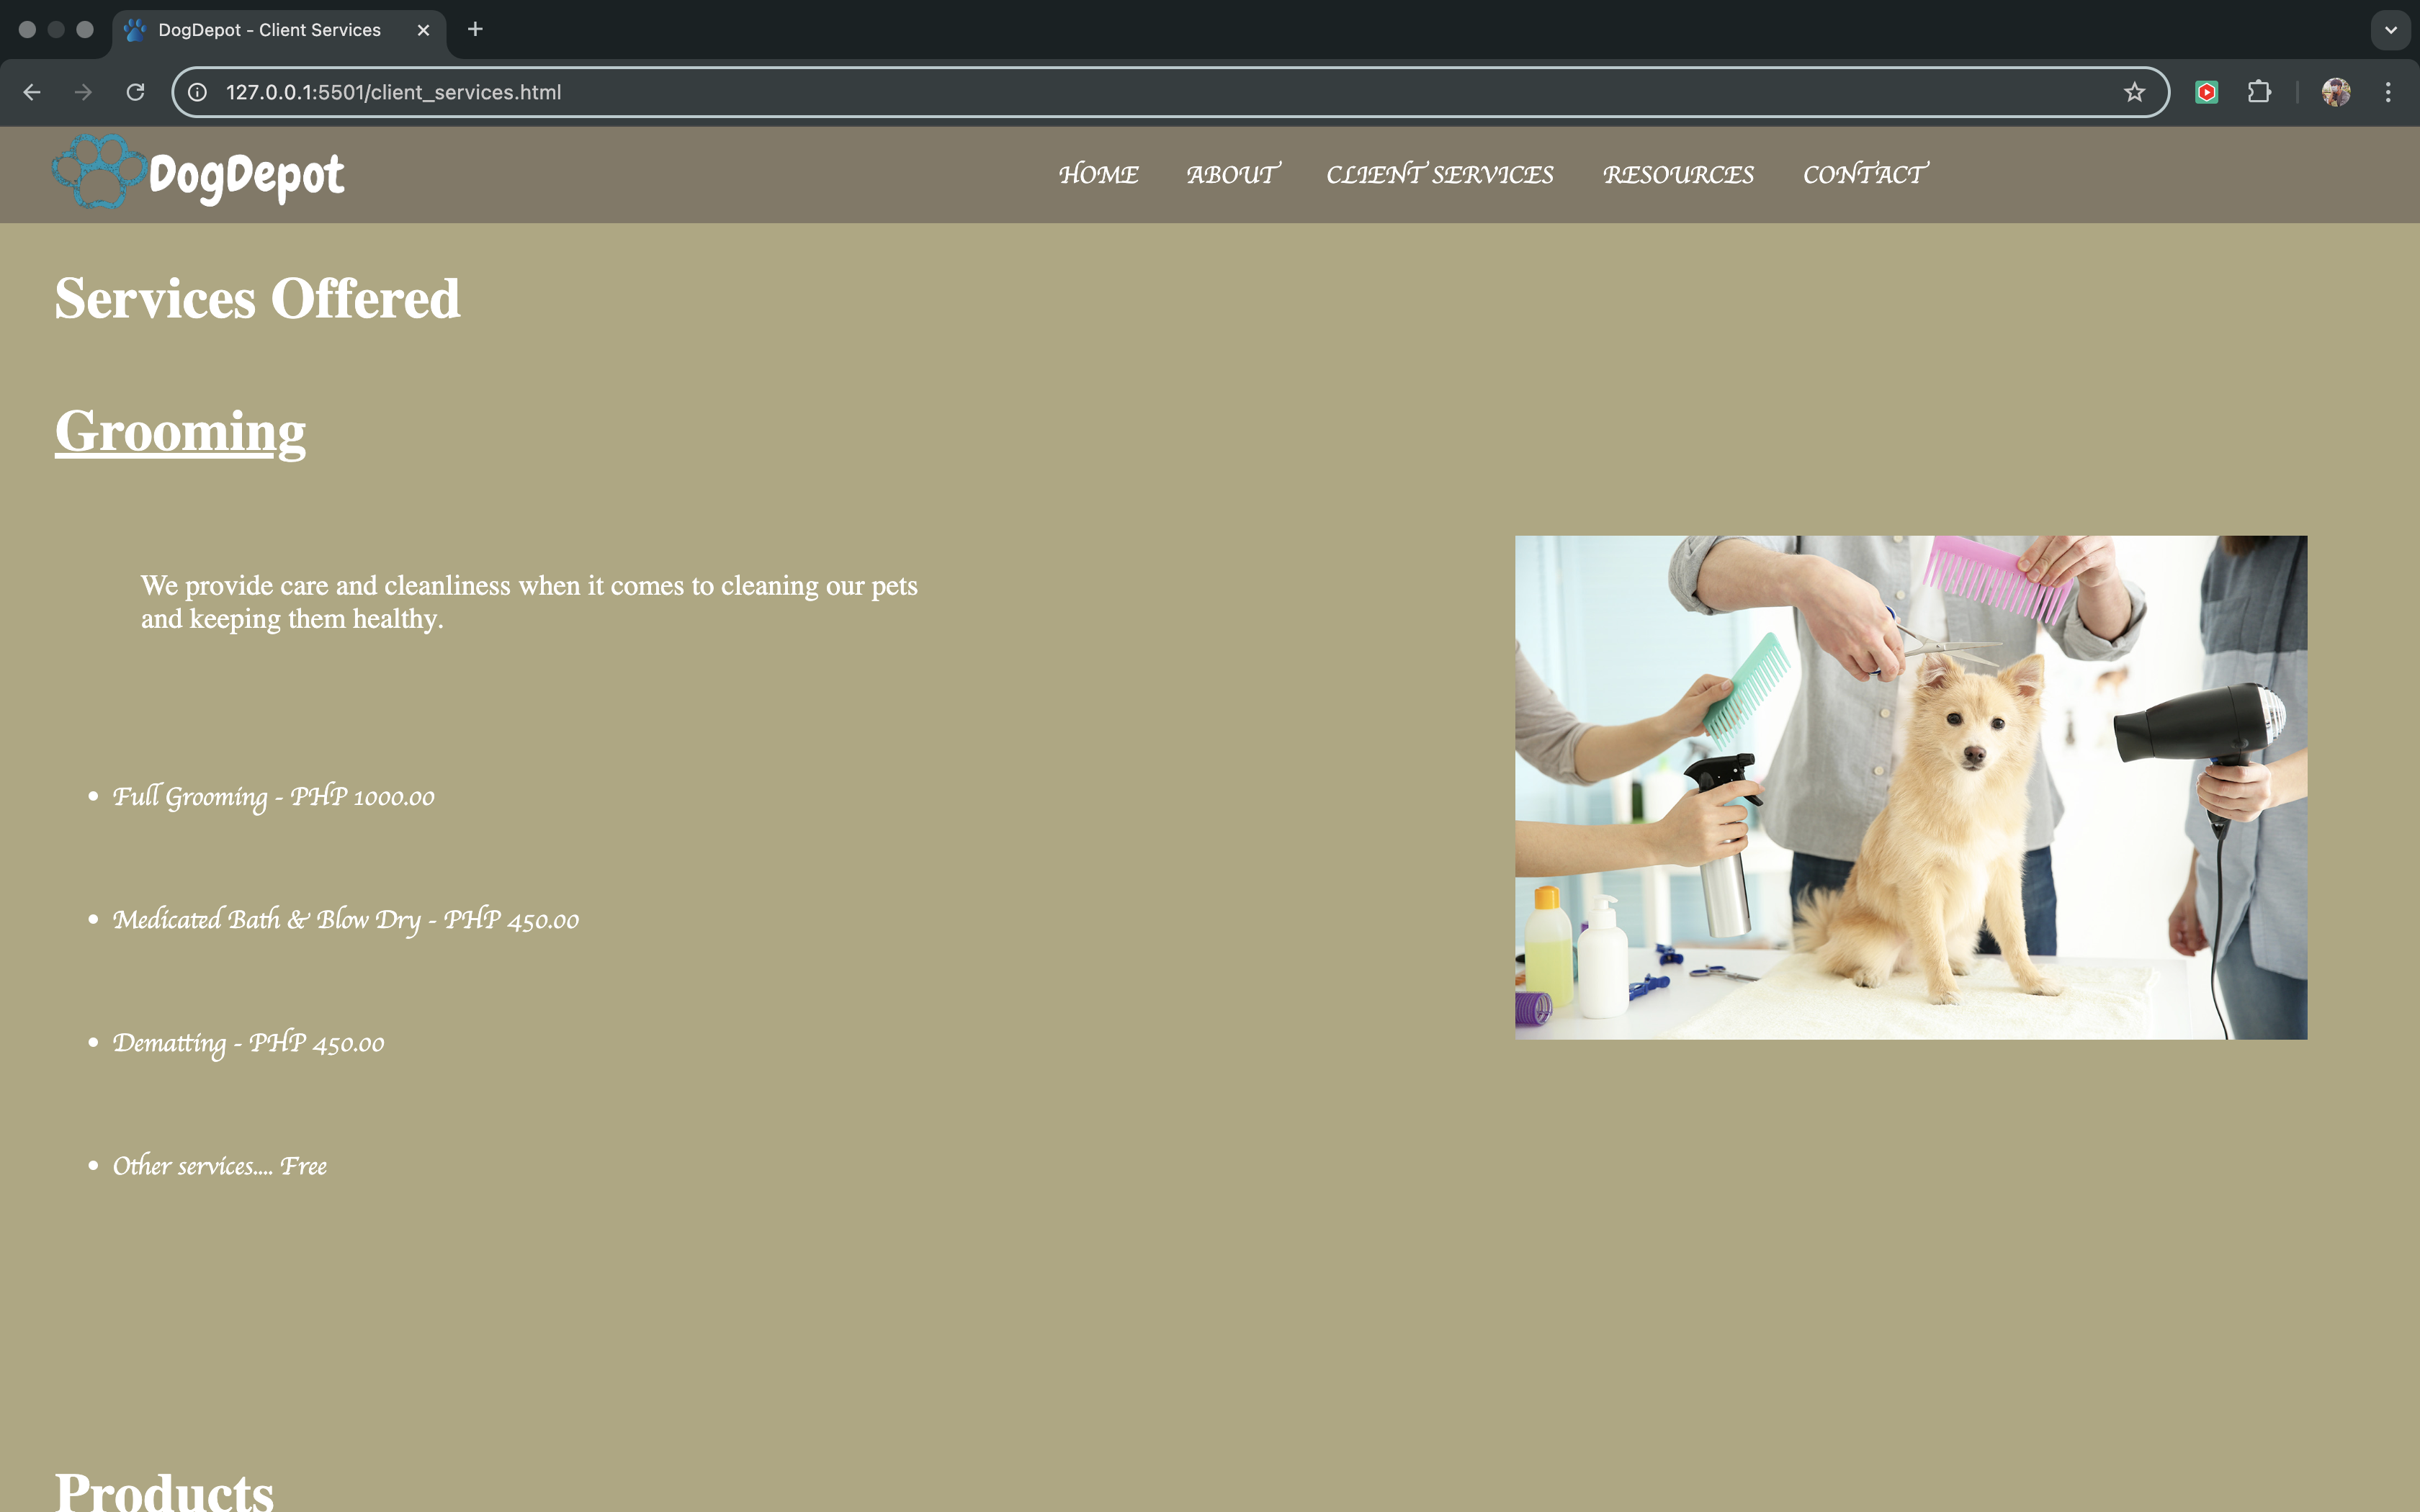 DogDepot - Client Services
127.0.0.1:5501/client_services.html
DogDepot
HOME ABOUT CLIENT SERVICES RESOURCES CONTACT
Services Offered
Grooming
We provide care and cleanliness when it comes to cleaning our pets
and keeping them healthy.
• Full Grooming - PHP 1000.00
• Medicated Bath & Blow Dry - PHP 450.00
• Dematting - PHP 450.00
• Other services.... Free
Products